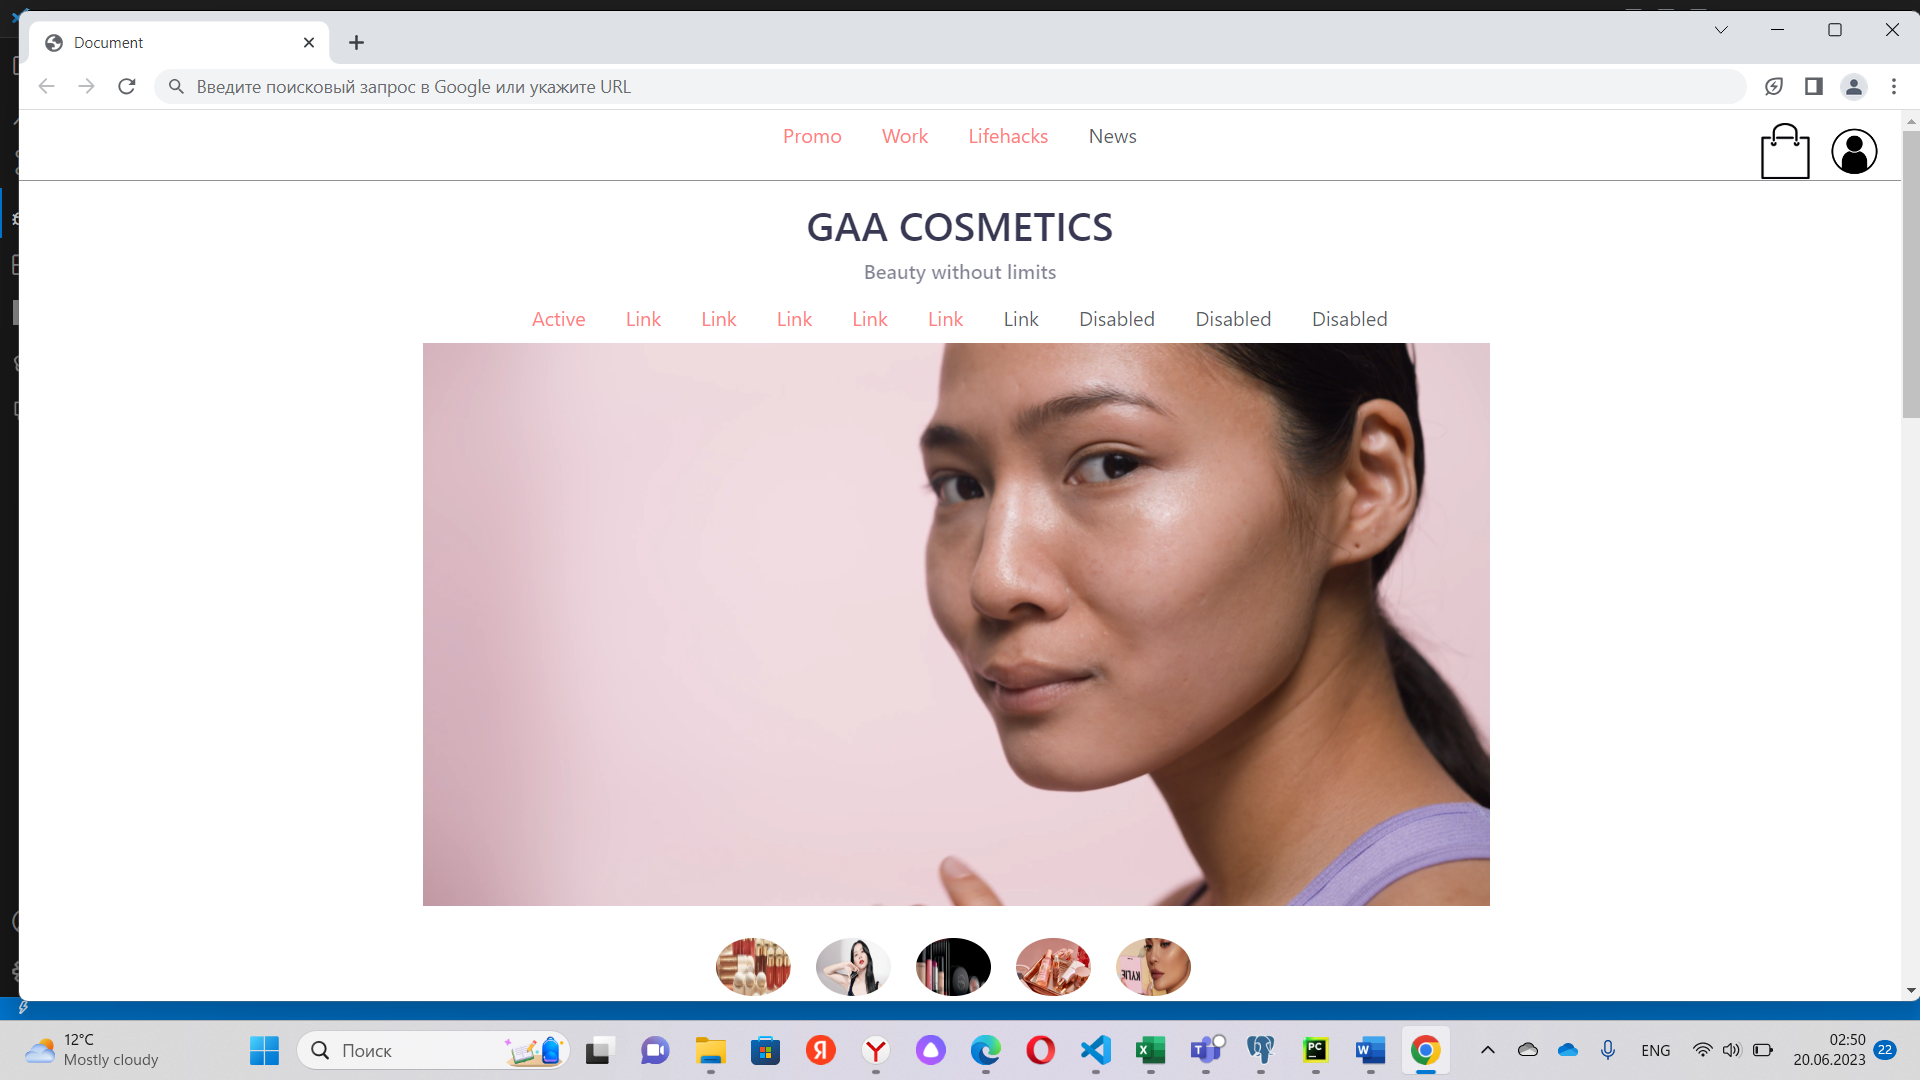 Document
Введите поисковый запрос в Google или укажите URL
Promo Work Lifehacks News
GAA COSMETICS
Beauty without limits
Active Link Link Link Link Link Link Disabled Disabled Disabled
KATIE
12°C
Mostly cloudy
Поиск
Я
Y
X
T
PC
W
ENG
02:50
20.06.2023
22